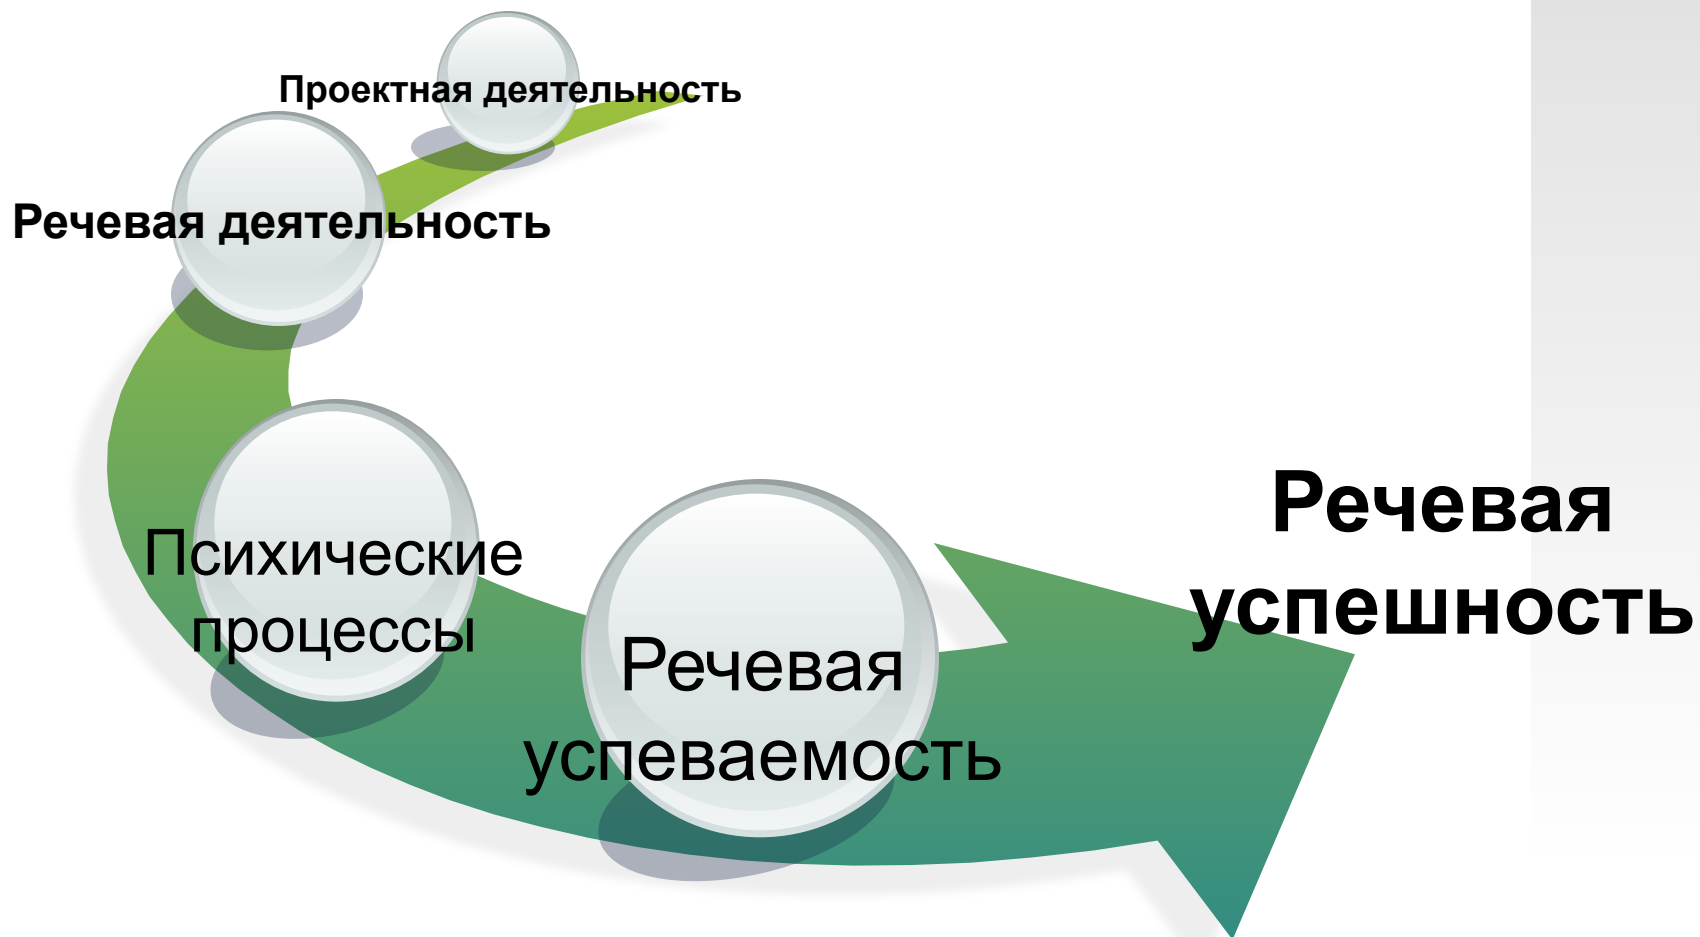 Проектная деятельность
Речевая деятельность
Психические
процессы
Речевая
успеваемость
Речевая
успешность